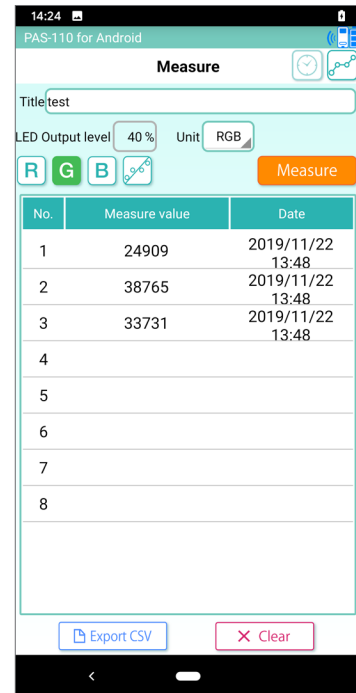 14:24
PAS-110 for Android
Measure
Title test
LED Output level 40 % Unit RGB
R G B Measure
No. Measure value Date
1 24909 2019/11/22 13:48
2 38765 2019/11/22 13:48
3 33731 2019/11/22 13:48
4
5
6
7
8
Export CSV Clear